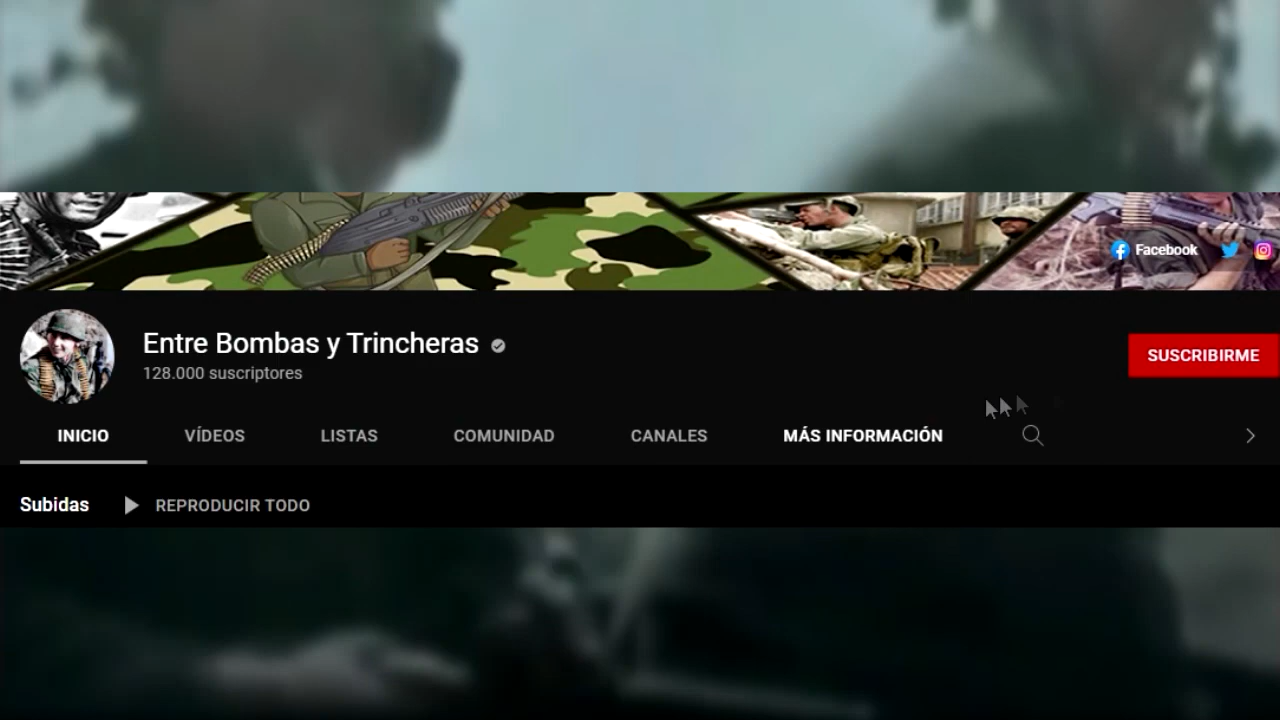 Facebook
Entre Bombas y Trincheras
128.000 suscriptores
SUSCRIBIRME
INICIO VÍDEOS LISTAS COMUNIDAD CANALES MÁS INFORMACIÓN
Subidas REPRODUCIR TODO